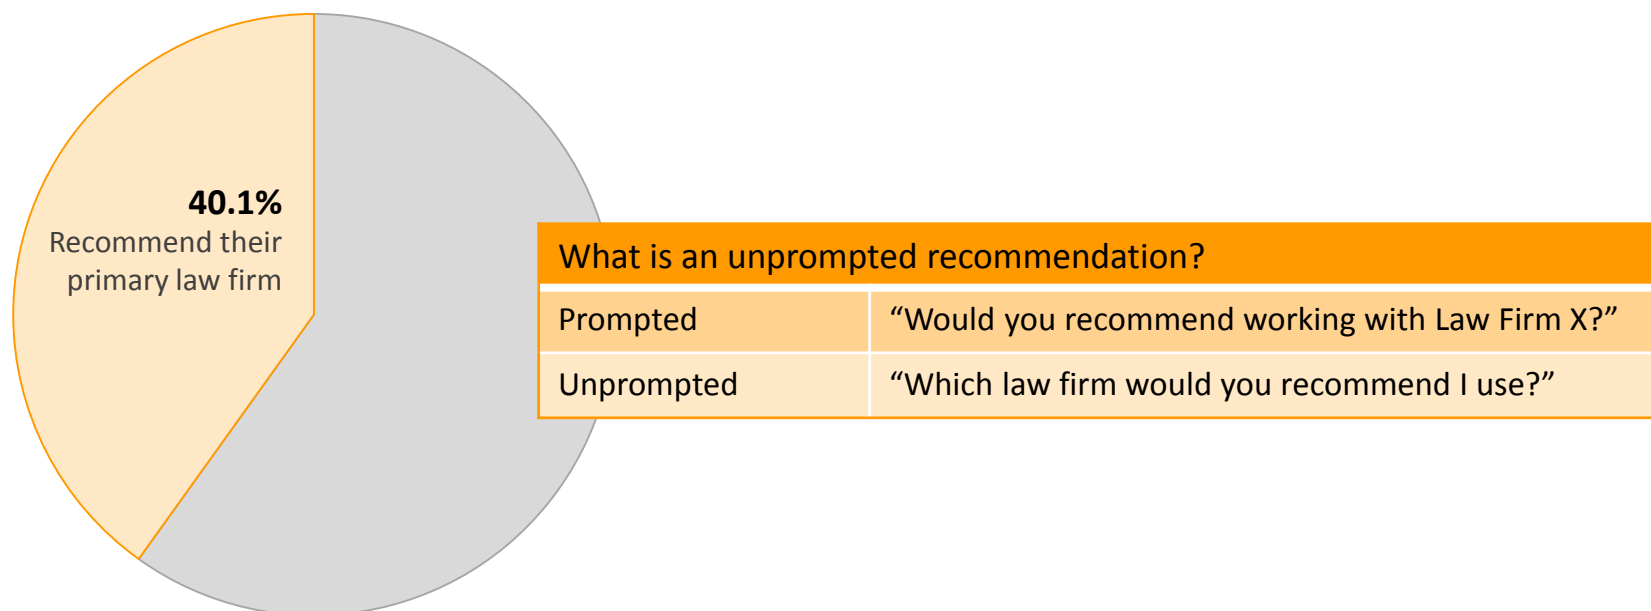 40.1%
Recommend their
primary law firm
What is an unprompted recommendation?
Prompted “Would you recommend working with Law Firm X?”
Unprompted “Which law firm would you recommend I use?”